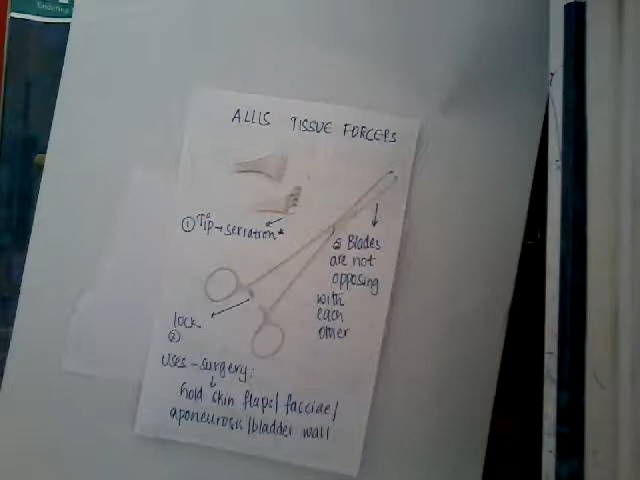 ALLIS TISSUE FORCEPS
① Tip → serration*
Blades
are not
opposing
with
each
other
lock
②
Uses - surgery:
hold skin flaps/ facciae/
aponeurosis/bladder wall